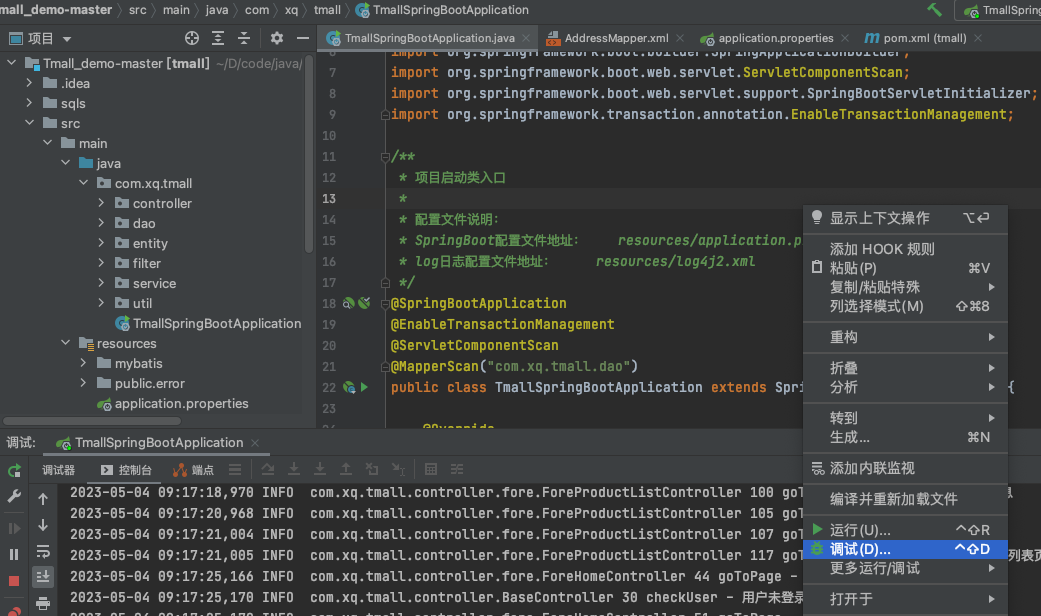 mall_demo-master src main java com xq tmall TmallSpringBootApplication TmallSpring
项目
TmallSpringBootApplication.java AddressMapper.xml application.properties pom.xml (tmall)
Tmall_demo-master [tmall] ~/D/code/java/
.idea
sqls
src
main
java
com.xq.tmall
controller
dao
entity
filter
service
util
TmallSpringBootApplication
resources
mybatis
public.error
application.properties
import org.springframework.boot.builder.SpringApplicationBuilder;
7 import org.springframework.boot.web.servlet.ServletComponentScan;
8 import org.springframework.boot.web.servlet.support.SpringBootServletInitializer;
9 import org.springframework.transaction.annotation.EnableTransactionManagement;
10
11 /**
12 * 项目启动类入口
13 *
14 * 配置文件说明:
15 * SpringBoot配置文件地址: resources/application.p
16 * log日志配置文件地址: resources/log4j2.xml
17 */
18 @SpringBootApplication
19 @EnableTransactionManagement
20 @ServletComponentScan
21 @MapperScan("com.xq.tmall.dao")
22 public class TmallSpringBootApplication extends Spri {
23
@Override
显示上下文操作 ⌥⏎
添加 HOOK 规则
粘贴(P) ⌘V
复制/粘贴特殊
列选择模式(M) ⇧⌘8
重构
折叠
分析
转到
生成... ⌘N
添加内联监视
编译并重新加载文件
运行(U)... ^⇧R
调试(D)... ^⇧D
更多运行/调试
打开于
调试: TmallSpringBootApplication
调试器 控制台 端点
2023-05-04 09:17:18,970 INFO com.xq.tmall.controller.fore.ForeProductListController 100 goT 息
2023-05-04 09:17:20,968 INFO com.xq.tmall.controller.fore.ForeProductListController 105 goT
2023-05-04 09:17:21,004 INFO com.xq.tmall.controller.fore.ForeProductListController 107 goT
2023-05-04 09:17:21,005 INFO com.xq.tmall.controller.fore.ForeProductListController 117 goT 列表页
2023-05-04 09:17:25,166 INFO com.xq.tmall.controller.fore.ForeHomeController 44 goToPage -
2023-05-04 09:17:25,170 INFO com.xq.tmall.controller.BaseController 30 checkUser - 用户未登录